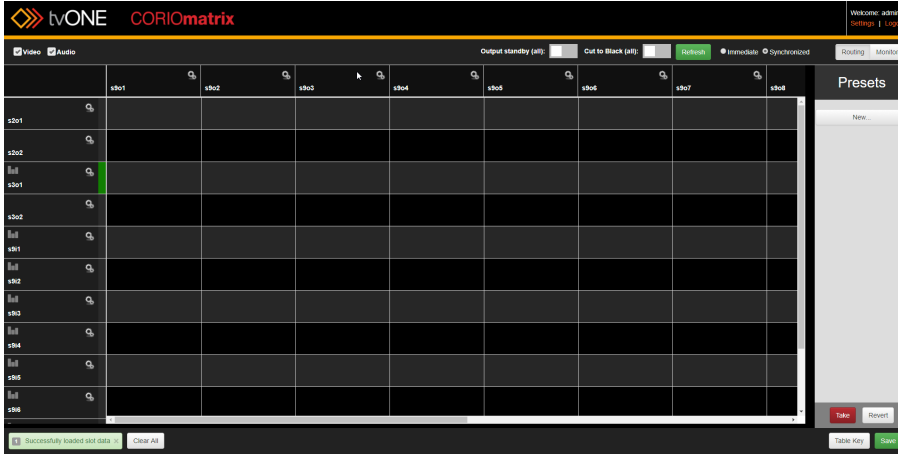 tvONE CORIOmatrix
Welcome: admin
Settings |
Video Audio
Output standby (all): Cut to Black (all): Refresh Immediate Synchronized Routing Monitor
s9o1 s9o2 s9o3 s9o4 s9o5 s9o6 s9o7 s9o8
Presets
New...
s2o1
s2o2
s3o1
s3o2
s9i1
s9i2
s9i3
s9i4
s9i5
s9i6
Take Revert
1 Successfully loaded slot data × Clear All
Table Key Save